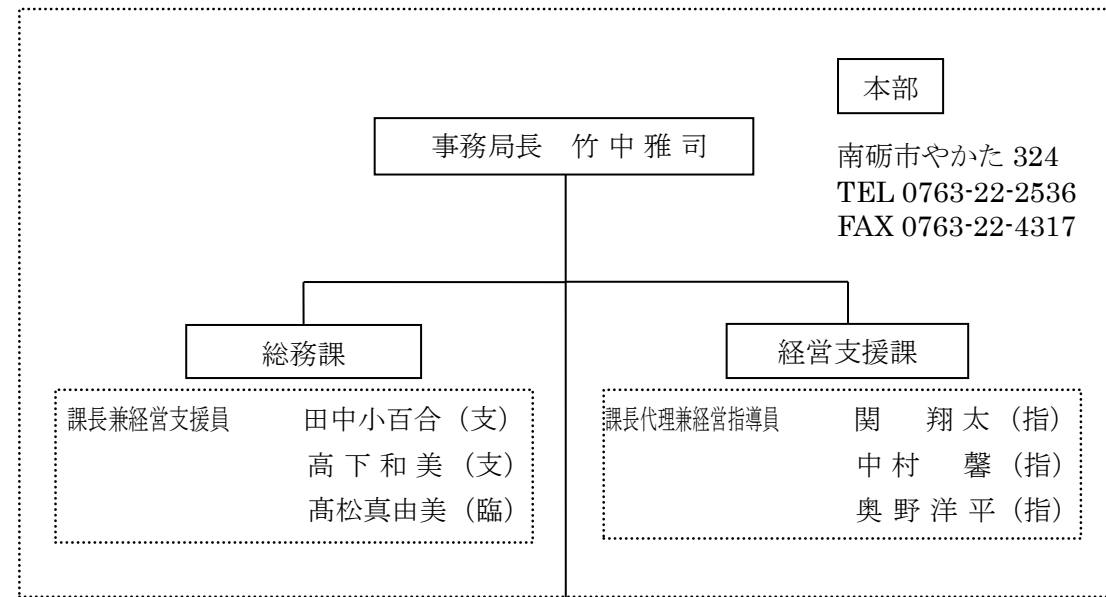 本部
事務局長　竹 中 雅 司
南砺市やかた 324
TEL 0763-22-2536
FAX 0763-22-4317
総務課
課長兼経営支援員　田中小百合（支）
高 下 和 美（支）
髙松真由美（臨）
経営支援課
課長代理兼経営指導員　関　翔 太（指）
中 村　馨（指）
奥 野 洋 平（指）